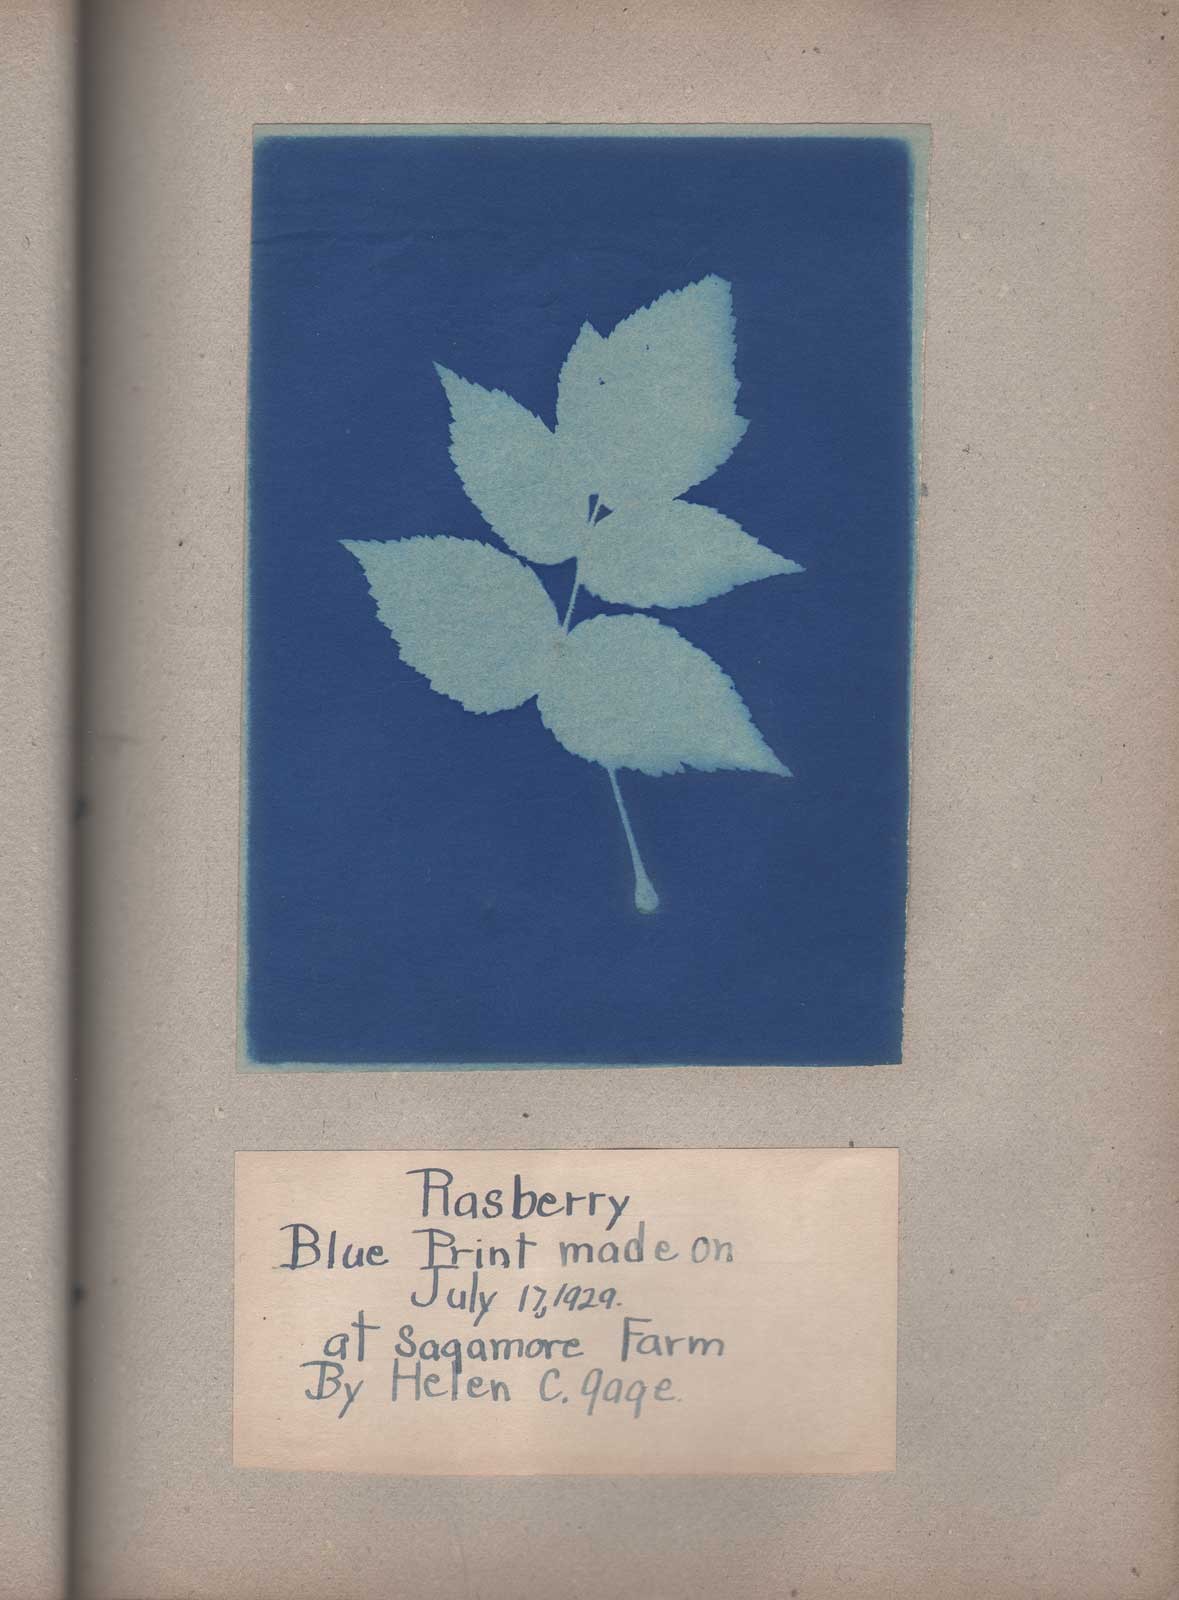 Rasberry
Blue Print made on
July 17, 1929.
at Sagamore Farm
By Helen C. Gage.